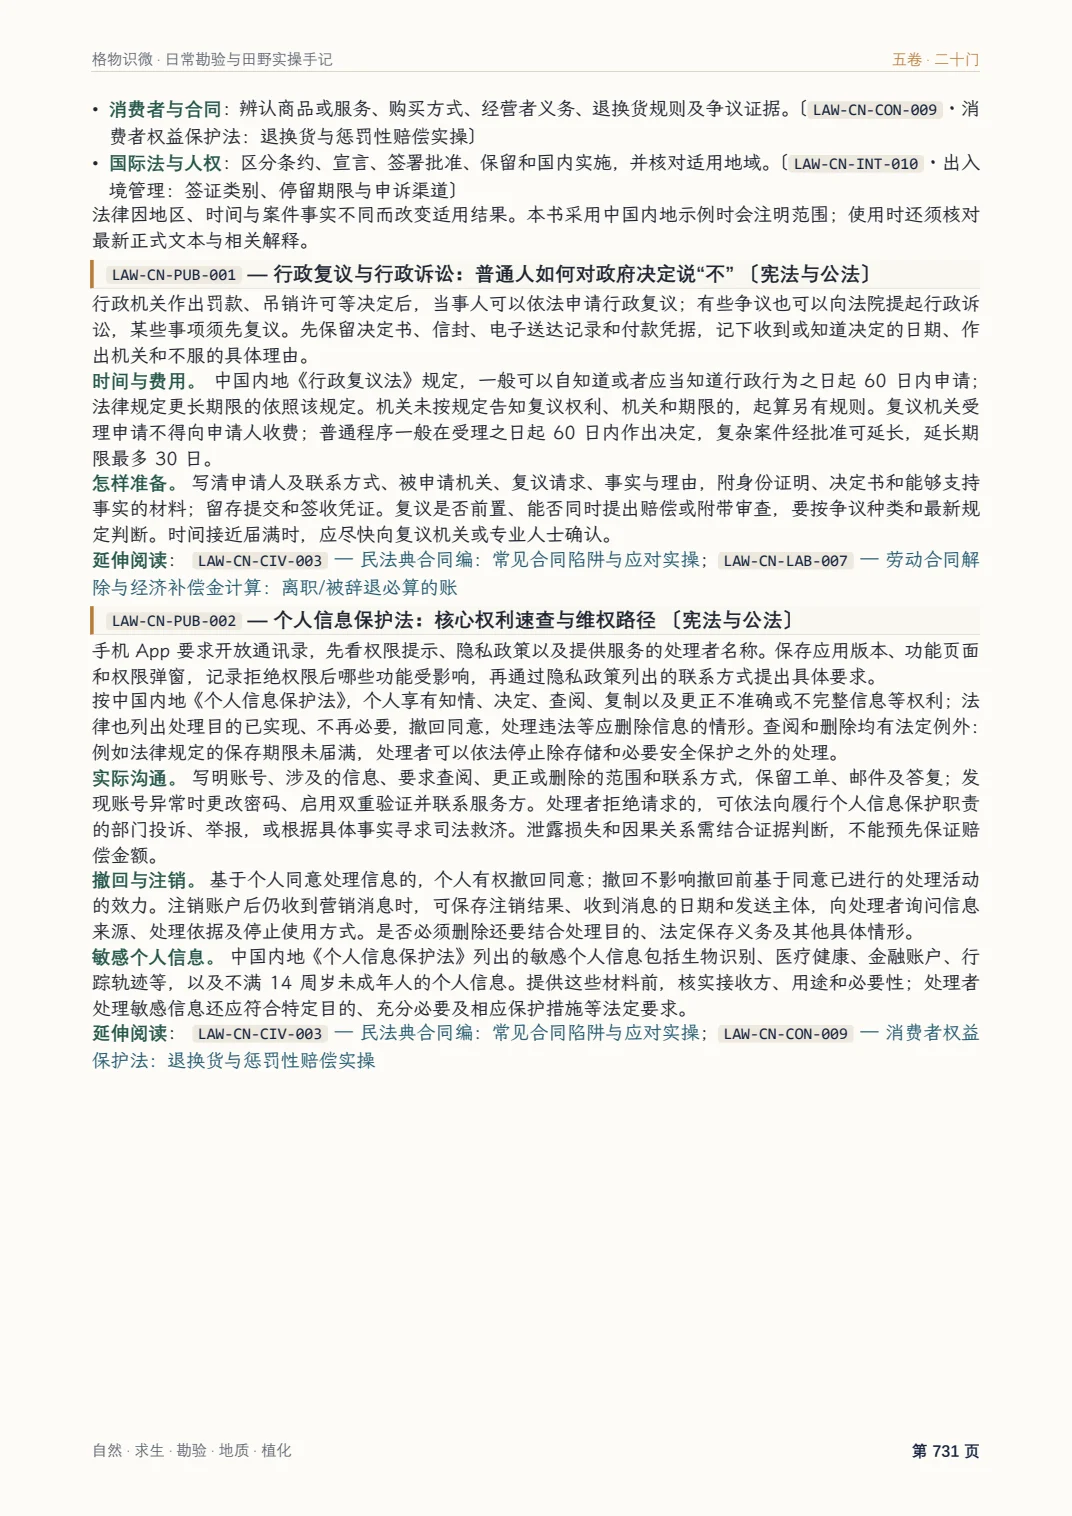 格物识微 · 日常勘验与田野实操手记
五卷 · 二十门
• 消费者与合同：辨认商品或服务、购买方式、经营者义务、退换货规则及争议证据。〔 LAW-CN-CON-009 · 消
费者权益保护法：退换货与惩罚性赔偿实操〕
• 国际法与人权：区分条约、宣言、签署批准、保留和国内实施，并核对适用地域。〔 LAW-CN-INT-010 · 出入
境管理：签证类别、停留期限与申诉渠道〕
法律因地区、时间与案件事实不同而改变适用结果。本书采用中国内地示例时会注明范围；使用时还须核对
最新正式文本与相关解释。
LAW-CN-PUB-001 — 行政复议与行政诉讼：普通人如何对政府决定说“不” 〔宪法与公法〕
行政机关作出罚款、吊销许可等决定后，当事人可以依法申请行政复议；有些争议也可以向法院提起行政诉
讼，某些事项须先复议。先保留决定书、信封、电子送达记录和付款凭据，记下收到或知道决定的日期、作
出机关和不服的具体理由。
时间与费用。 中国内地《行政复议法》规定，一般可以自知道或者应当知道行政行为之日起 60 日内申请；
法律规定更长期限的依照该规定。机关未按规定告知复议权利、机关和期限的，起算另有规则。复议机关受
理申请不得向申请人收费；普通程序一般在受理之日起 60 日内作出决定，复杂案件经批准可延长，延长期
限最多 30 日。
怎样准备。 写清申请人及联系方式、被申请机关、复议请求、事实与理由，附身份证明、决定书和能够支持
事实的材料；留存提交和签收凭证。复议是否前置、能否同时提出赔偿或附带审查，要按争议种类和最新规
定判断。时间接近届满时，应尽快向复议机关或专业人士确认。
延伸阅读： LAW-CN-CIV-003 — 民法典合同编：常见合同陷阱与应对实操；LAW-CN-LAB-007 — 劳动合同解
除与经济补偿金计算：离职/被辞退必算的账
LAW-CN-PUB-002 — 个人信息保护法：核心权利速查与维权路径 〔宪法与公法〕
手机 App 要求开放通讯录，先看权限提示、隐私政策以及提供服务的处理者名称。保存应用版本、功能页面
和权限弹窗，记录拒绝权限后哪些功能受影响，再通过隐私政策列出的联系方式提出具体要求。
按中国内地《个人信息保护法》，个人享有知情、决定、查阅、复制以及更正不准确或不完整信息等权利；法
律也列出处理目的已实现、不再必要，撤回同意，处理违法等应删除信息的情形。查阅和删除均有法定例外：
例如法律规定的保存期限未届满，处理者可以依法停止除存储和必要安全保护之外的处理。
实际沟通。 写明账号、涉及的信息、要求查阅、更正或删除的范围和联系方式，保留工单、邮件及答复；发
现账号异常时更改密码、启用双重验证并联系服务方。处理者拒绝请求的，可依法向履行个人信息保护职责
的部门投诉、举报，或根据具体事实寻求司法救济。泄露损失和因果关系需结合证据判断，不能预先保证赔
偿金额。
撤回与注销。 基于个人同意处理信息的，个人有权撤回同意；撤回不影响撤回前基于同意已进行的处理活动
的效力。注销账户后仍收到营销消息时，可保存注销结果、收到消息的日期和发送主体，向处理者询问信息
来源、处理依据及停止使用方式。是否必须删除还要结合处理目的、法定保存义务及其他具体情形。
敏感个人信息。 中国内地《个人信息保护法》列出的敏感个人信息包括生物识别、医疗健康、金融账户、行
踪轨迹等，以及不满 14 周岁未成年人的个人信息。提供这些材料前，核实接收方、用途和必要性；处理者
处理敏感信息还应符合特定目的、充分必要及相应保护措施等法定要求。
延伸阅读： LAW-CN-CIV-003 — 民法典合同编：常见合同陷阱与应对实操；LAW-CN-CON-009 — 消费者权益
保护法：退换货与惩罚性赔偿实操
自然 · 求生 · 勘验 · 地质 · 植化
第 731 页